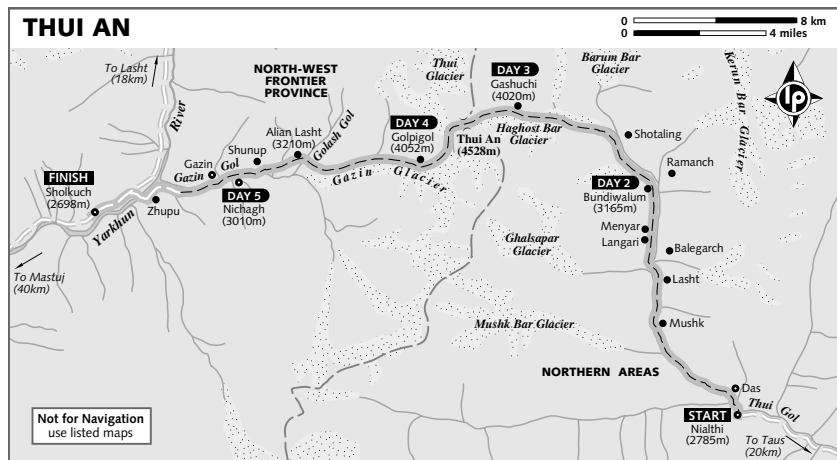 THUI AN
0 8 km
0 4 miles
To Lasht
(18km)
River
NORTH-WEST
FRONTIER
PROVINCE
Thui
Glacier
DAY 3
Gashuchi
(4020m)
Barum Bar
Glacier
Kerun Bar Glacier
lp
Alian Lasht
(3210m)
Golash Gol
DAY 4
Golpigol
(4052m)
Thui An
(4528m)
Haghost Bar
Glacier
Shotaling
Ramanch
Shunup
Gazin
Gazin Gol
Gazin Glacier
FINISH
Sholkuch
(2698m)
Zhupu
DAY 5
Nichagh
(3010m)
DAY 2
Bundiwalum
(3165m)
Menyar
Langari
Balegarch
Ghalsapar
Glacier
Yarkhun
To Mastuj
(40km)
Lasht
Mushk Bar Glacier
Mushk
NORTHERN AREAS
Das
Thui Gol
START
Nialthi
(2785m)
To Taus
(20km)
Not for Navigation
use listed maps